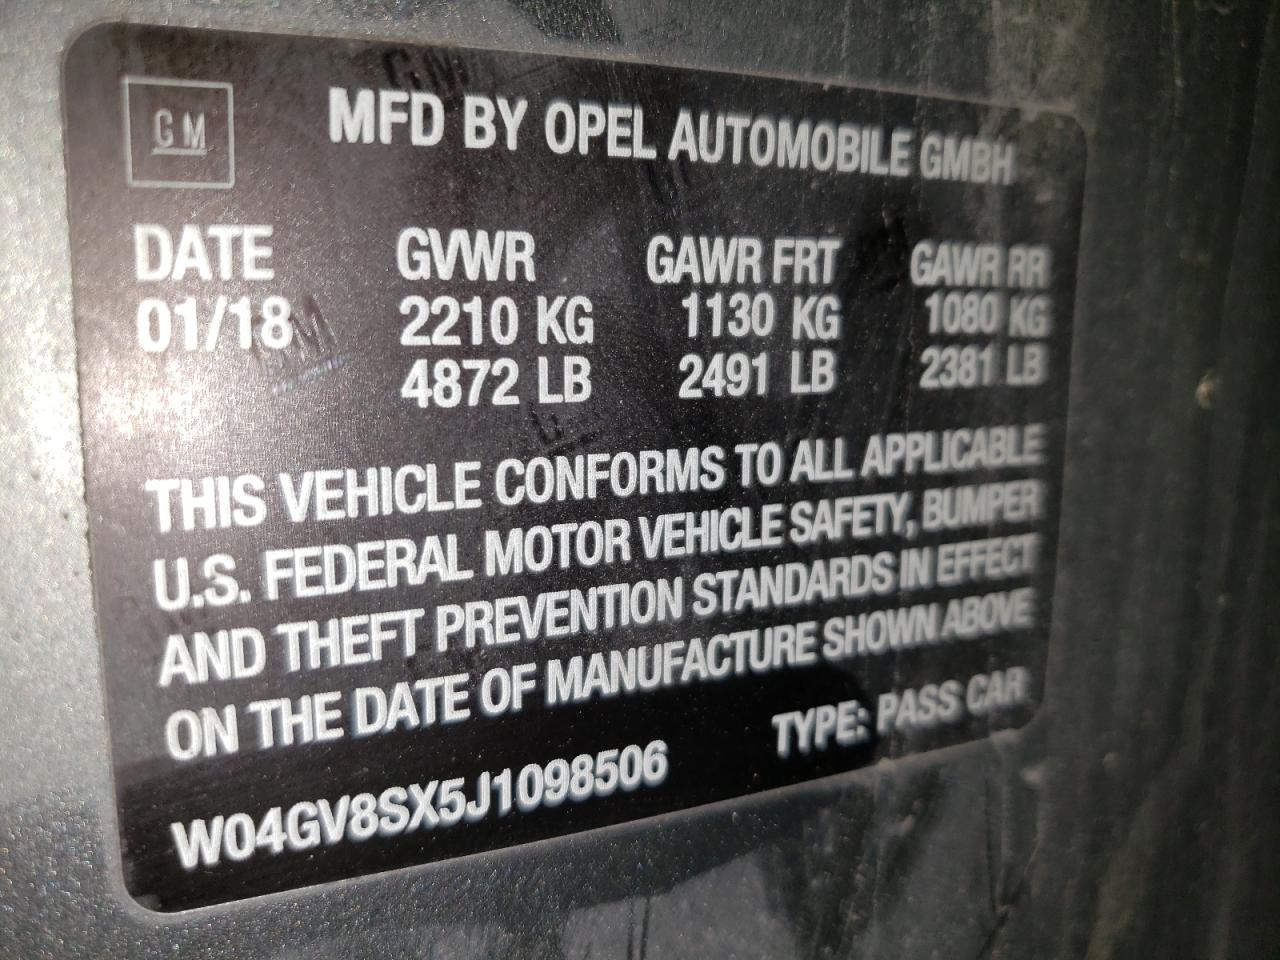 GM
MFD BY OPEL AUTOMOBILE GMBH
DATE GVWR GAWR FRT GAWR RR
01/18 2210 KG 1130 KG 1080 KG
4872 LB 2491 LB 2381 LB
THIS VEHICLE CONFORMS TO ALL APPLICABLE
U.S. FEDERAL MOTOR VEHICLE SAFETY, BUMPER
AND THEFT PREVENTION STANDARDS IN EFFECT
ON THE DATE OF MANUFACTURE SHOWN ABOVE
TYPE: PASS CAR
W04GV8SX5J1098506